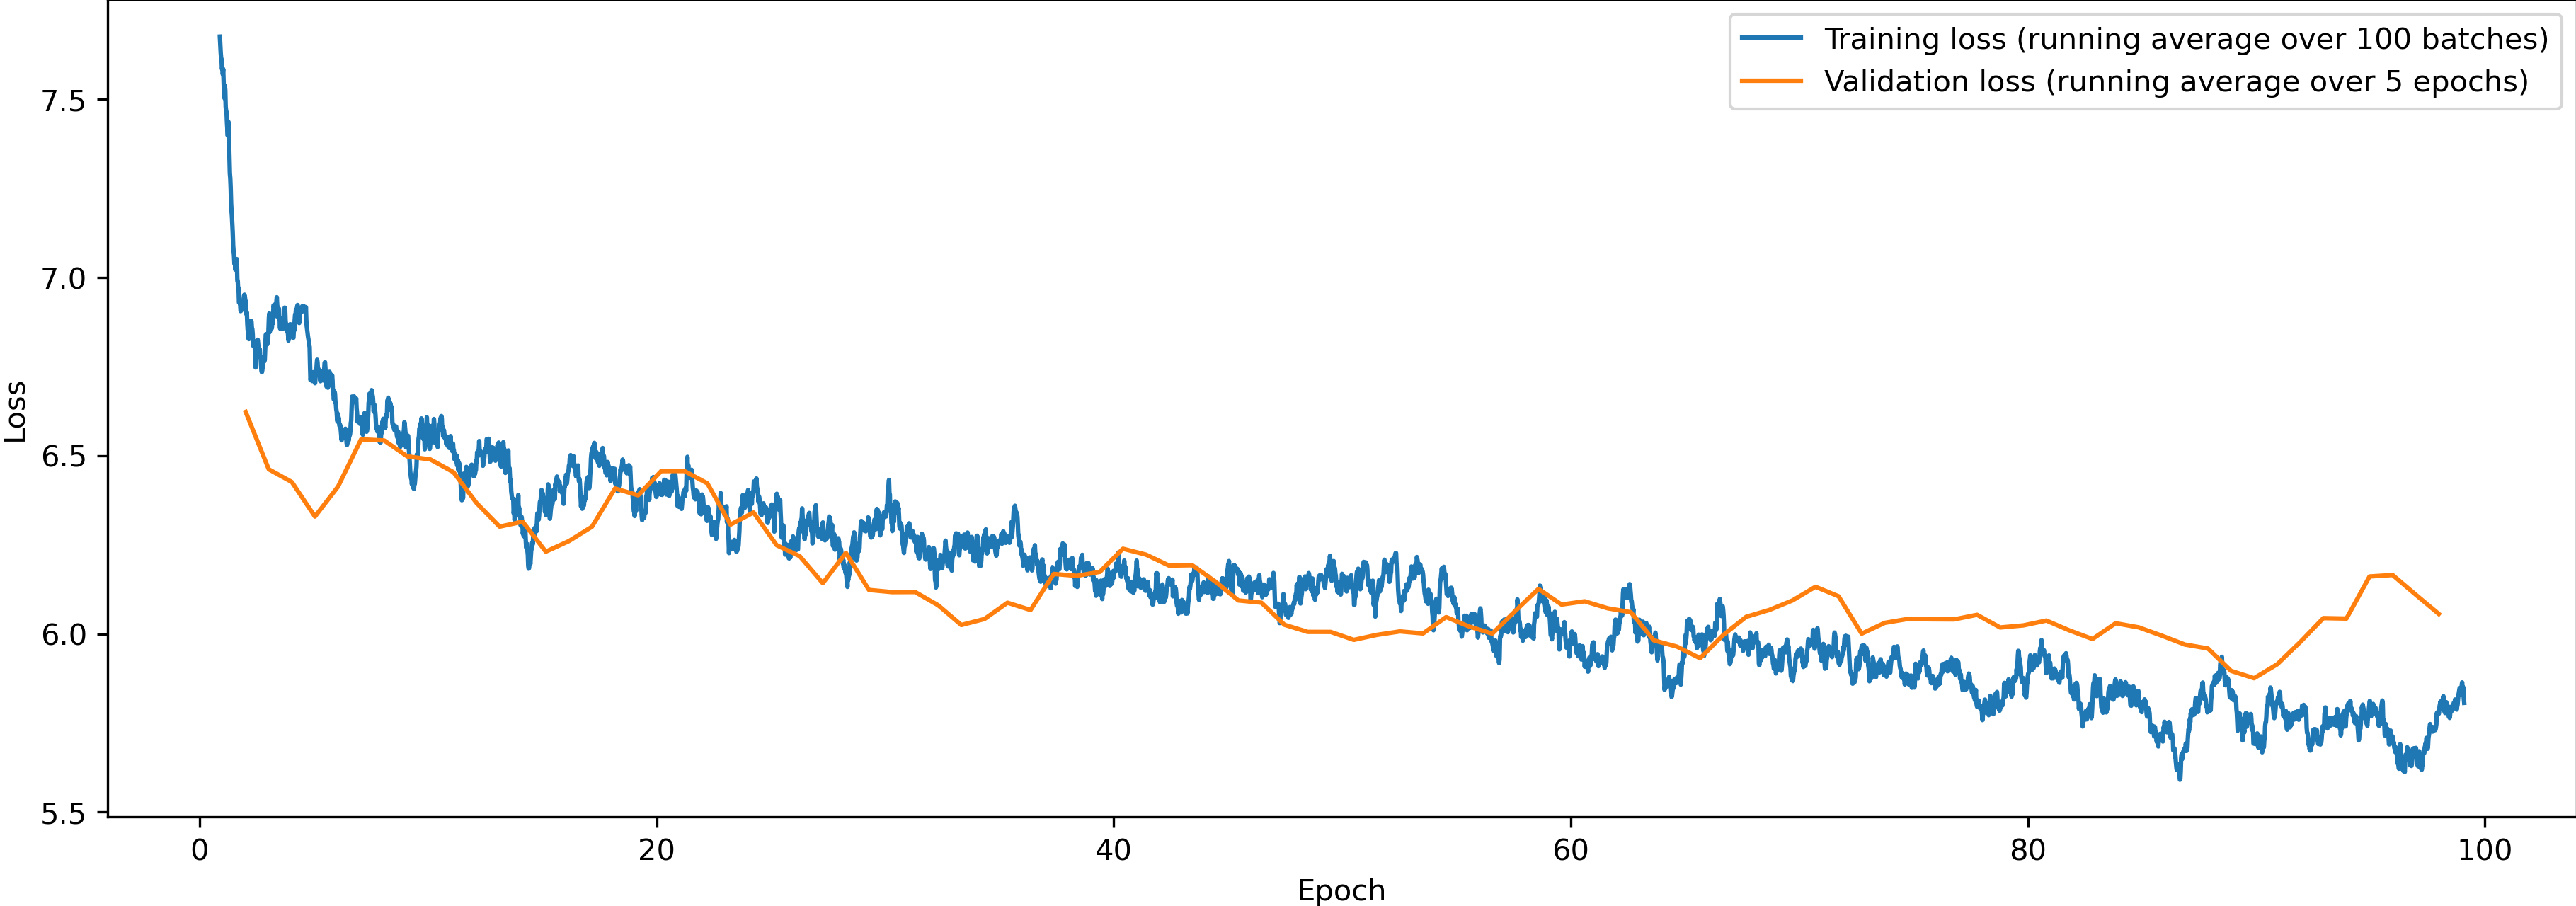 Training loss (running average over 100 batches)
Validation loss (running average over 5 epochs)
7.5
7.0
6.5
6.0
5.5
Loss
0
20
40
60
80
100
Epoch